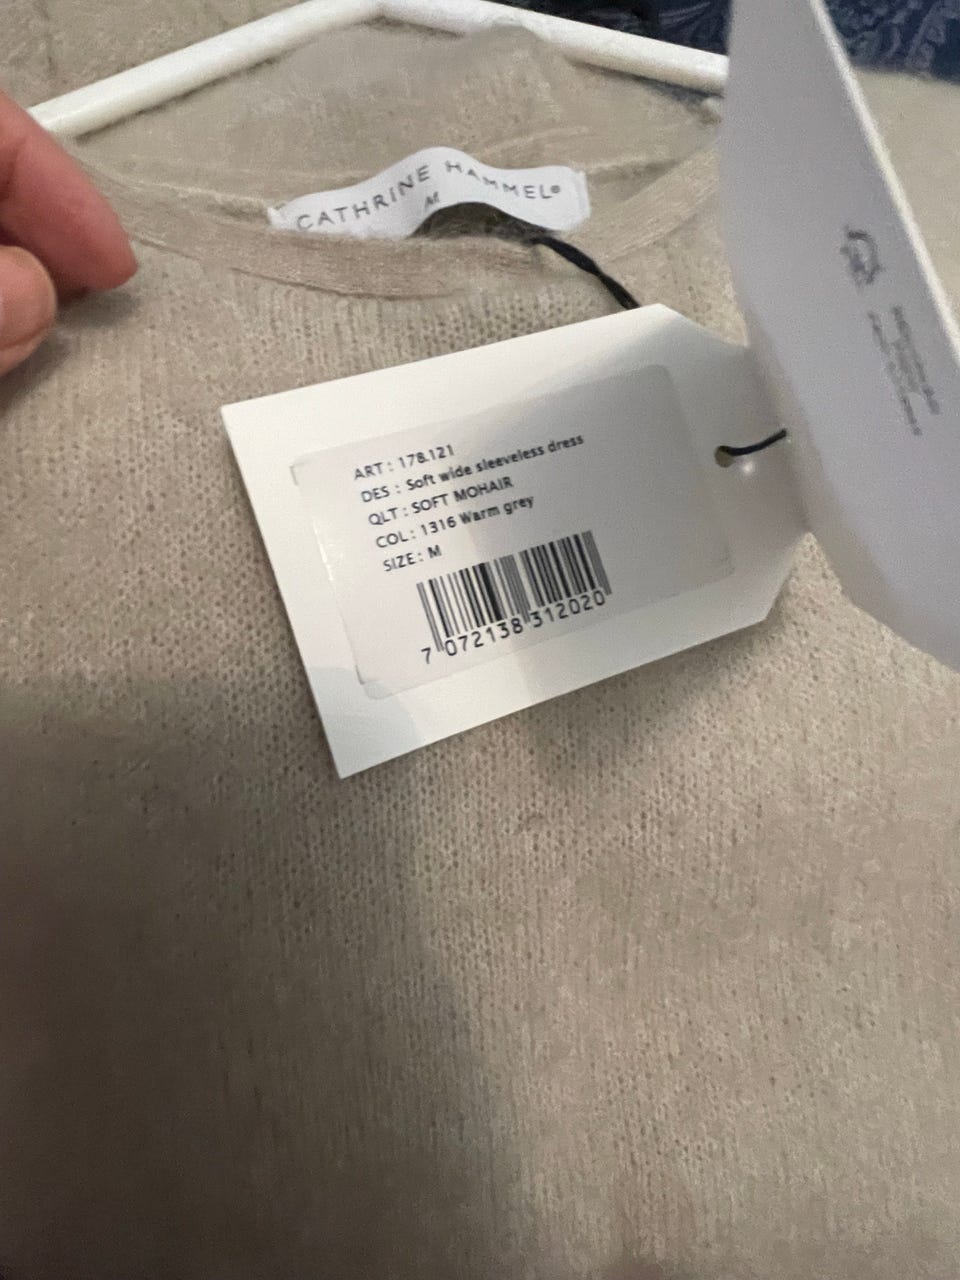 CATHRINE HAMMEL®
M
ART : 178.121
DES : Soft wide sleeveless dress
QLT : SOFT MOHAIR
COL : 1316 Warm grey
SIZE : M
7 072138 312020